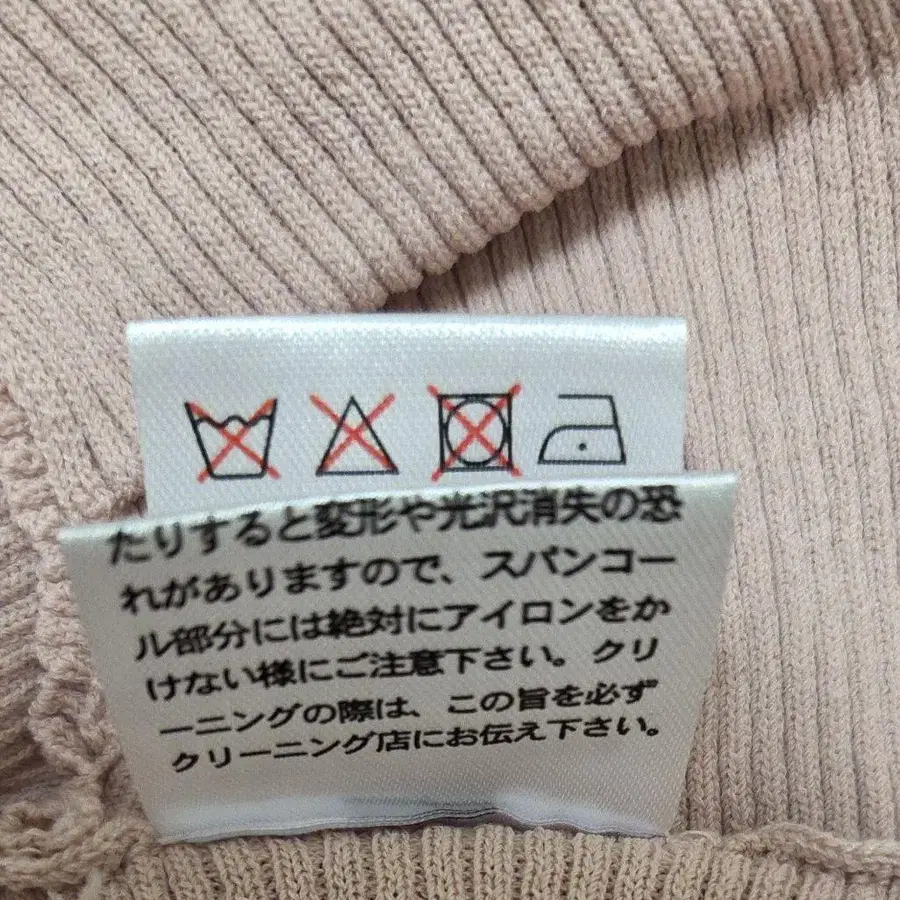 たりすると変形や光沢消失の恐
れがありますので、スパンコー
ル部分には絶対にアイロンをか
けない様にご注意下さい。クリ
ーニングの際は、この旨を必ず
クリーニング店にお伝え下さい。